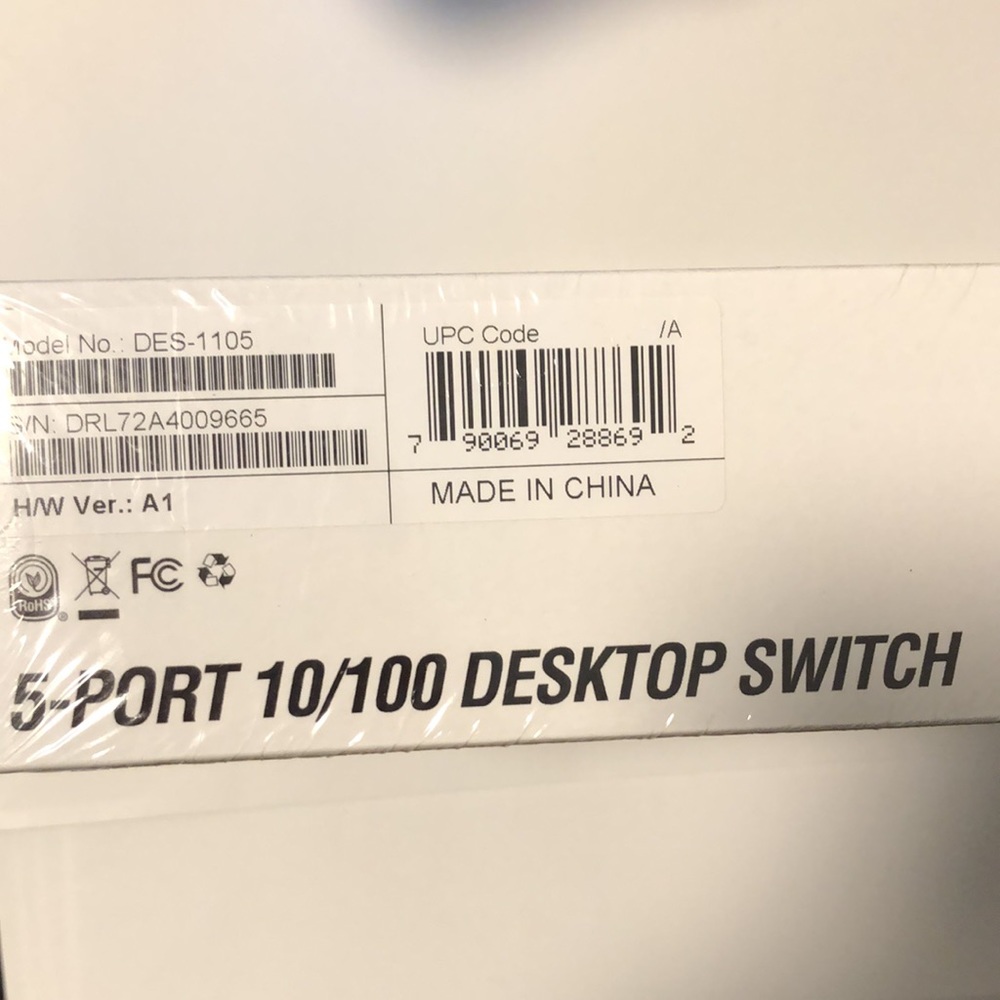 Model No.: DES-1105
S/N: DRL72A4009665
H/W Ver.: A1
UPC Code /A
7 90069 28869 2
MADE IN CHINA
RoHS
FC
5-PORT 10/100 DESKTOP SWITCH